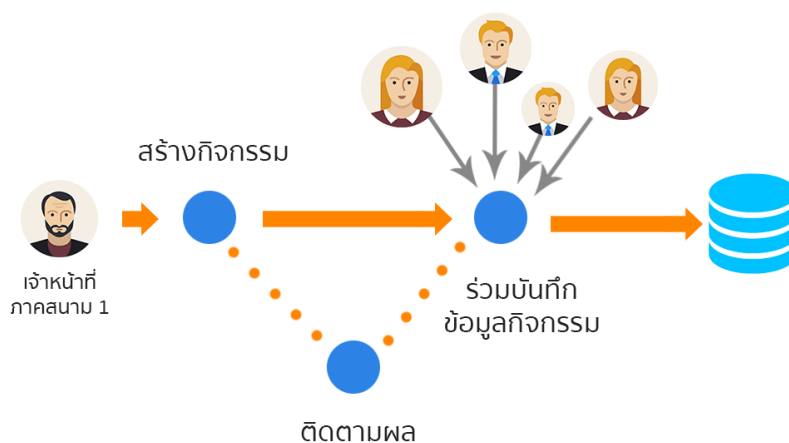 สร้างกิจกรรม
เจ้าหน้าที่
ภาคสนาม 1
ร่วมบันทึก
ข้อมูลกิจกรรม
ติดตามผล